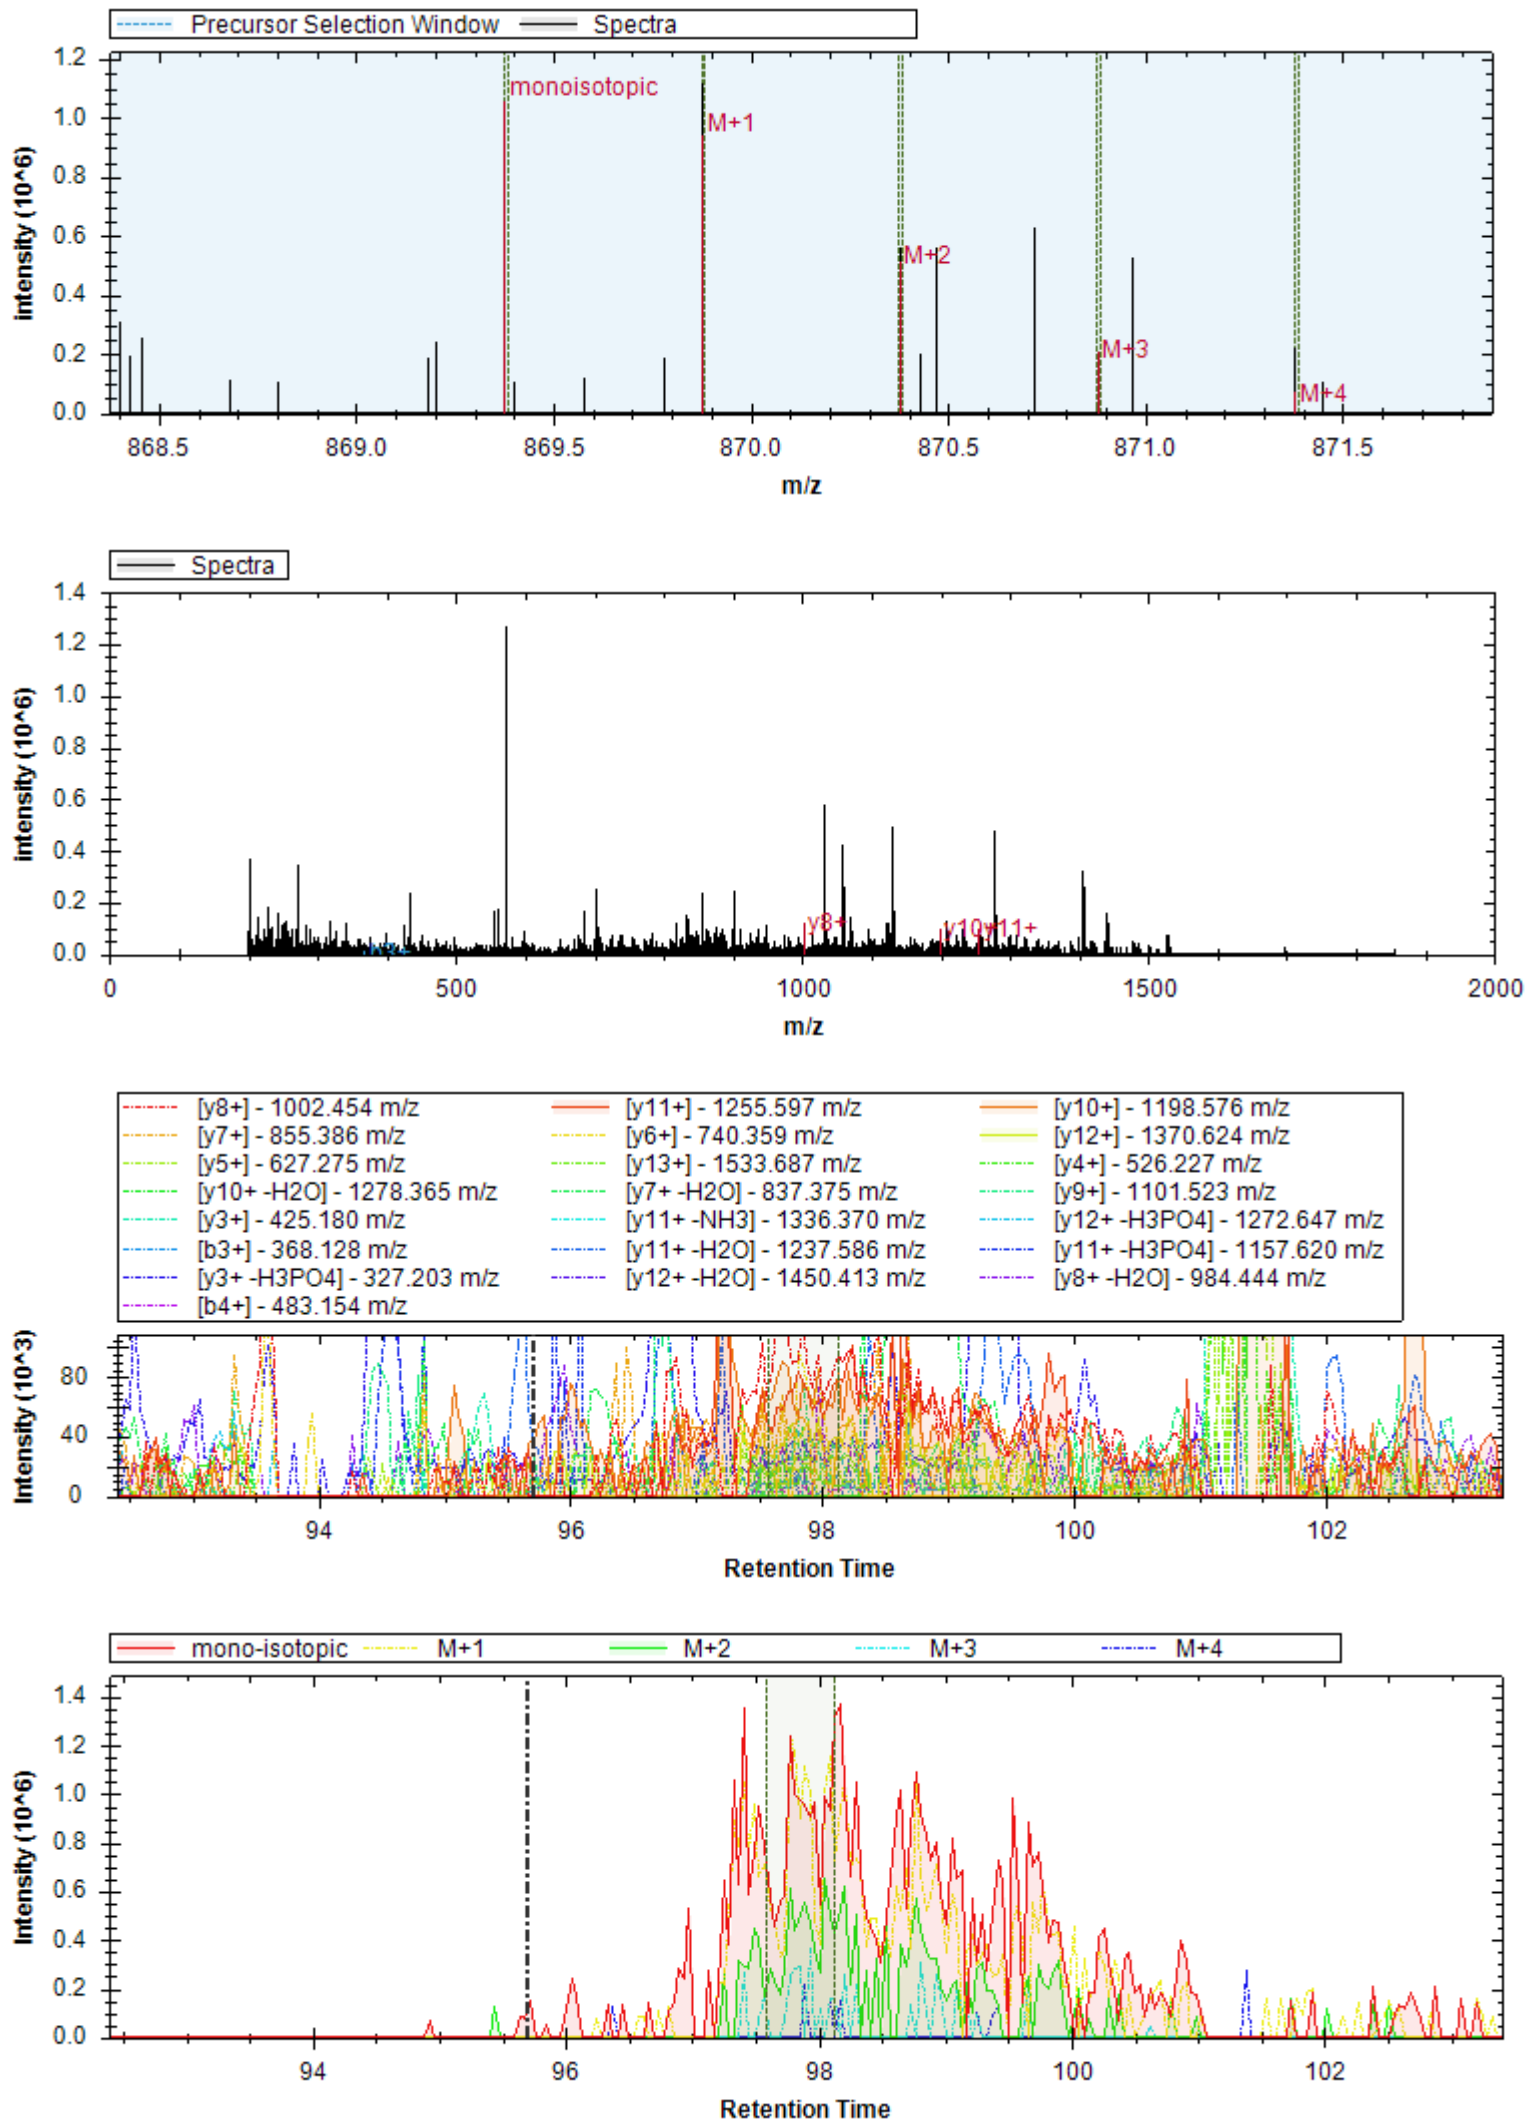 Precursor Selection Window Spectra
1.2
monoisotopic
M+1
1.0
0.8
0.6
M+2
0.4
M+3
0.2
M+4
0.0
intensity (10^6)
868.5 869.0 869.5 870.0 870.5 871.0 871.5
m/z
Spectra
1.4
1.2
1.0
0.8
0.6
0.4
0.2
y8+ y10y11+
0.0
intensity (10^6)
0 500 1000 1500 2000
m/z
[y8+] - 1002.454 m/z [y11+] - 1255.597 m/z [y10+] - 1198.576 m/z
[y7+] - 855.386 m/z [y6+] - 740.359 m/z [y12+] - 1370.624 m/z
[y5+] - 627.275 m/z [y13+] - 1533.687 m/z [y4+] - 526.227 m/z
[y10+ -H2O] - 1278.365 m/z [y7+ -H2O] - 837.375 m/z [y9+] - 1101.523 m/z
[y3+] - 425.180 m/z [y11+ -NH3] - 1336.370 m/z [y12+ -H3PO4] - 1272.647 m/z
[b3+] - 368.128 m/z [y11+ -H2O] - 1237.586 m/z [y11+ -H3PO4] - 1157.620 m/z
[y3+ -H3PO4] - 327.203 m/z [y12+ -H2O] - 1450.413 m/z [y8+ -H2O] - 984.444 m/z
[b4+] - 483.154 m/z
80
40
0
Intensity (10^3)
94 96 98 100 102
Retention Time
mono-isotopic M+1 M+2 M+3 M+4
1.4
1.2
1.0
0.8
0.6
0.4
0.2
0.0
Intensity (10^6)
94 96 98 100 102
Retention Time